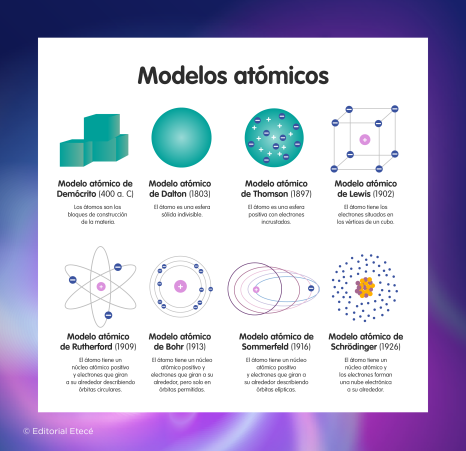 Modelos atómicos
Modelo atómico de
Demócrito (400 a. C)
Los átomos son los
bloques de construcción
de la materia.
Modelo atómico
de Dalton (1803)
El átomo es una esfera
sólida indivisible.
Modelo atómico
de Thomson (1897)
El átomo es una esfera
positiva con electrones
incrustados.
Modelo atómico
de Lewis (1902)
El átomo tiene los
electrones situados en
los vértices de un cubo.
Modelo atómico
de Rutherford (1909)
El átomo tiene un
núcleo atómico positivo
y electrones que giran
a su alrededor describiendo
órbitas circulares.
Modelo atómico
de Bohr (1913)
El átomo tiene un núcleo
atómico positivo y
electrones que giran a su
alrededor, pero solo en
órbitas permitidas.
Modelo atómico de
Sommerfeld (1916)
El átomo tiene un núcleo
atómico positivo
y electrones que giran a
su alrededor describiendo
órbitas elípticas.
Modelo atómico de
Schrödinger (1926)
El átomo tiene un
núcleo atómico y
los electrones forman
una nube electrónica
a su alrededor.
© Editorial Etecé